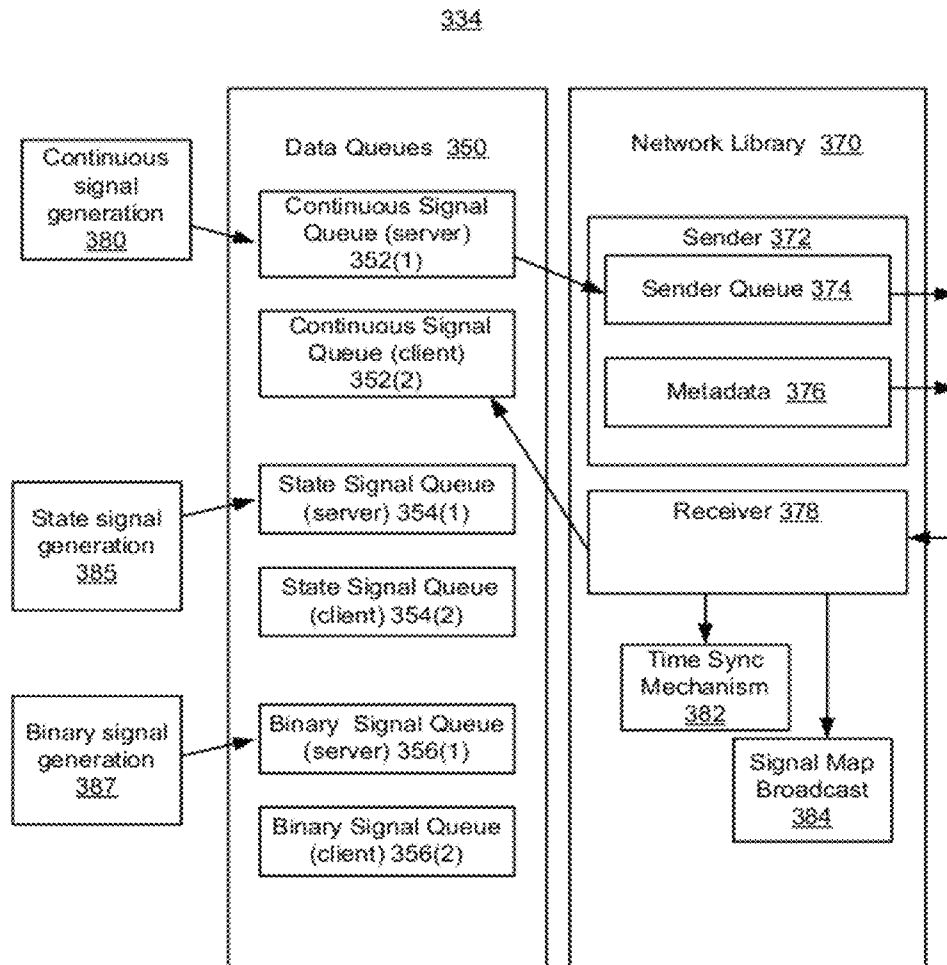 334
Continuous
signal
generation
380
Data Queues 350
Continuous Signal
Queue (server)
352(1)
Continuous Signal
Queue (client)
352(2)
State signal
generation
385
State Signal Queue
(server) 354(1)
State Signal Queue
(client) 354(2)
Binary signal
generation
387
Binary Signal Queue
(server) 356(1)
Binary Signal Queue
(client) 356(2)
Network Library 370
Sender 372
Sender Queue 374
Metadata 376
Receiver 378
Time Sync
Mechanism
382
Signal Map
Broadcast
384